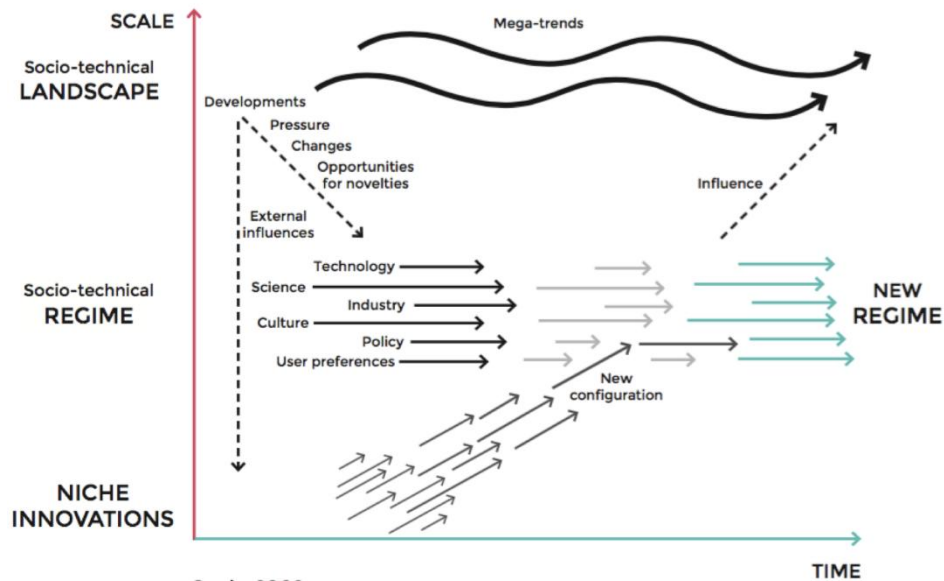 SCALE
Mega-trends
Socio-technical
LANDSCAPE
Developments
Pressure
Changes
Opportunities
for novelties
Influence
External
influences
Technology
Science
Industry
Culture
Policy
User preferences
Socio-technical
REGIME
NEW
REGIME
New
configuration
NICHE
INNOVATIONS
TIME